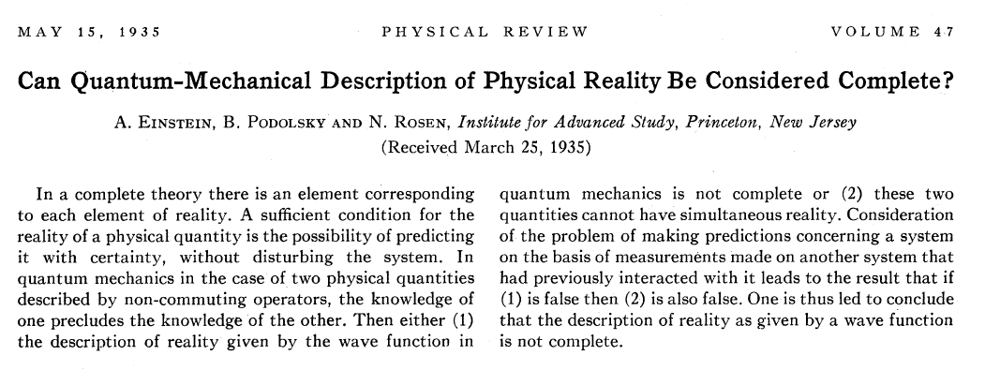 MAY 15, 1935 PHYSICAL REVIEW VOLUME 47
Can Quantum-Mechanical Description of Physical Reality Be Considered Complete?
A. EINSTEIN, B. PODOLSKY AND N. ROSEN, Institute for Advanced Study, Princeton, New Jersey
(Received March 25, 1935)
In a complete theory there is an element corresponding
to each element of reality. A sufficient condition for the
reality of a physical quantity is the possibility of predicting
it with certainty, without disturbing the system. In
quantum mechanics in the case of two physical quantities
described by non-commuting operators, the knowledge of
one precludes the knowledge of the other. Then either (1)
the description of reality given by the wave function in
quantum mechanics is not complete or (2) these two
quantities cannot have simultaneous reality. Consideration
of the problem of making predictions concerning a system
on the basis of measurements made on another system that
had previously interacted with it leads to the result that if
(1) is false then (2) is also false. One is thus led to conclude
that the description of reality as given by a wave function
is not complete.